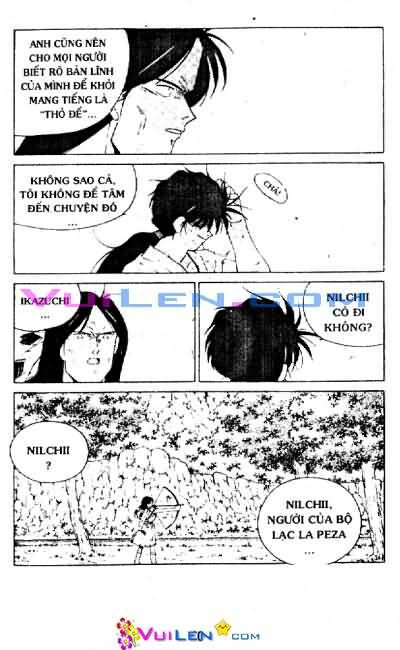 ANH CŨNG NÊN
CHO MỌI NGƯỜI
BIẾT RÕ BẢN LĨNH
CỦA MÌNH ĐỂ KHỎI
MANG TIẾNG LÀ
"THỎ ĐẾ"...
KHÔNG SAO CẢ,
TÔI KHÔNG ĐỂ TÂM
ĐẾN CHUYỆN ĐÓ
...
CHÀ!
IKAZUCHI
...
NILCHII
CÓ ĐI
KHÔNG?
VUILEN.COM
NILCHII
?
NILCHII,
NGƯỜI CỦA BỘ
LẠC LA PEZA
...
VUILEN